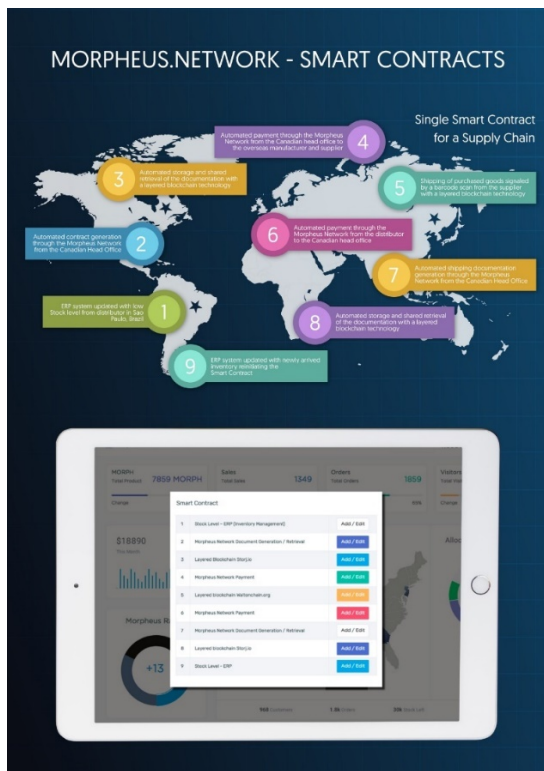 MORPHEUS.NETWORK - SMART CONTRACTS
Single Smart Contract
for a Supply Chain
4
Automated payment through the Morpheus
Network from the Canadian head office to
the overseas manufacturer and supplier
3
Automated storage and shared
retrieval of the documentation with
a layered blockchain technology
5
Shipping of purchased goods signalled
by a barcode scan from the supplier
with a layered blockchain technology
2
Automated contract generation
through the Morpheus Network
from the Canadian Head Office
6
Automated payment through the
Morpheus Network from the distributor
to the Canadian head office
7
Automated shipping documentation
generation through the Morpheus
Network from the Canadian Head Office
1
ERP system updated with low
Stock level from distributor in Sao
Paulo, Brazil
8
Automated storage and shared retrieval
of the documentation with a layered
blockchain technology
9
ERP system updated with newly arrived
inventory reinitiating the
Smart Contract
MORPH
Total Product 7859 MORPH
Change
Sales
Total Sales 1349
Orders
Total Orders 1859
Visitors
$18890
This Month
Morpheus
+13
Smart Contract
1 Stock Level - ERP (Inventory Management) Add / Edit
2 Morpheus Network Document Generation / Retrieval Add / Edit
3 Layered Blockchain Storj.io Add / Edit
4 Morpheus Network Payment Add / Edit
5 Layered blockchain Waltonchain.org Add / Edit
6 Morpheus Network Payment Add / Edit
7 Morpheus Network Document Generation / Retrieval Add / Edit
8 Layered blockchain Storj.io Add / Edit
9 Stock Level - ERP Add / Edit